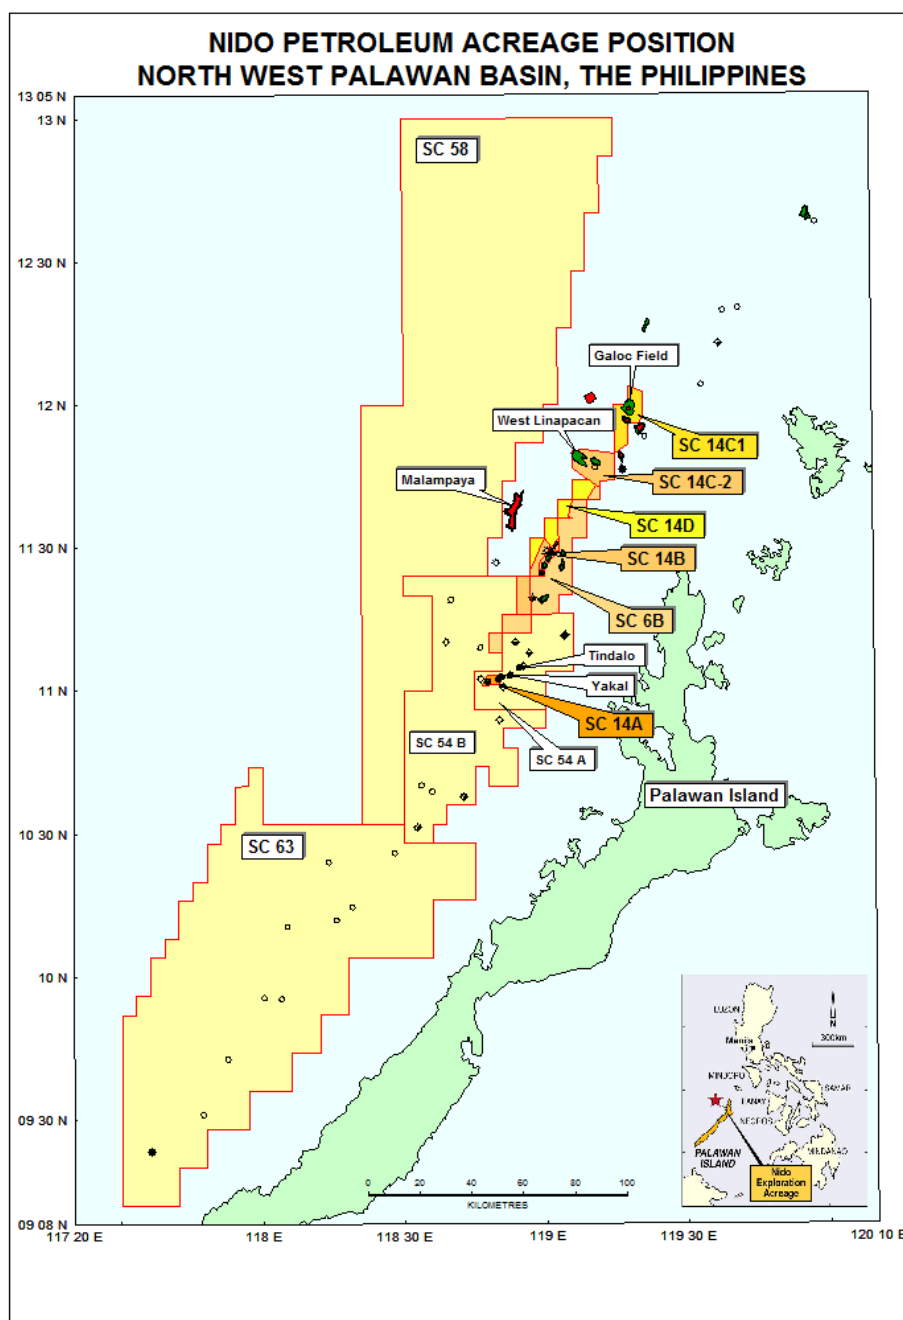 NIDO PETROLEUM ACREAGE POSITION
NORTH WEST PALAWAN BASIN, THE PHILIPPINES
13 05 N
13 N
SC 58
12 30 N
Galoc Field
12 N
West Linapacan
SC 14C1
Malampaya
SC 14C-2
SC 14D
11 30 N
SC 14B
SC 6B
Tindalo
11 N
Yakal
SC 14A
SC 54 B
SC 54 A
Palawan Island
10 30 N
SC 63
10 N
LUZON
N
Manila
300km
MINDORO
SAMAR
PANAY
NEGROS
09 30 N
MINDANAO
PALAWAN
ISLAND
Nido
Exploration
Acreage
0 20 40 60 80 100
KILOMETRES
09 08 N
117 20 E
118 E
118 30 E
119 E
119 30 E
120 10 E